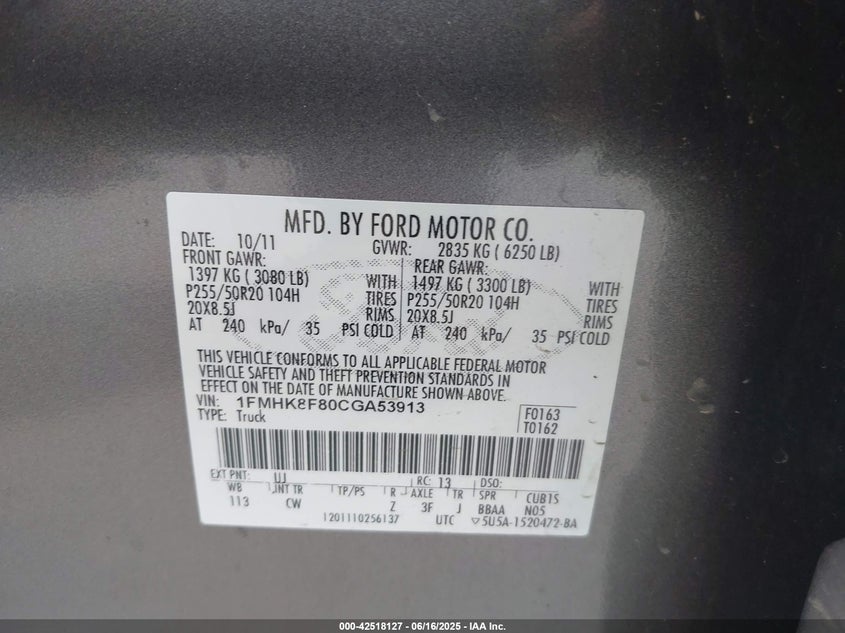 MFD. BY FORD MOTOR CO.
DATE: 10/11 GVWR: 2835 KG ( 6250 LB)
FRONT GAWR: REAR GAWR:
1397 KG ( 3080 LB) WITH 1497 KG ( 3300 LB) WITH
P255/50R20 104H TIRES P255/50R20 104H TIRES
20X8.5J RIMS 20X8.5J RIMS
AT 240 kPa/ 35 PSI COLD AT 240 kPa/ 35 PSI COLD
THIS VEHICLE CONFORMS TO ALL APPLICABLE FEDERAL MOTOR
VEHICLE SAFETY AND THEFT PREVENTION STANDARDS IN
EFFECT ON THE DATE OF MANUFACTURE SHOWN ABOVE.
VIN: 1FMHK8F80CGA53913 F0163
TYPE: Truck T0162
EXT PNT: UJ RC: 13 DSO:
WB INT TR TP/PS R AXLE TR SPR CUB1S
113 CW Z 3F J BBAA N05
1201110256137 UTC ▽5U5A-1520472-BA
000-42518127 - 06/16/2025 - IAA Inc.